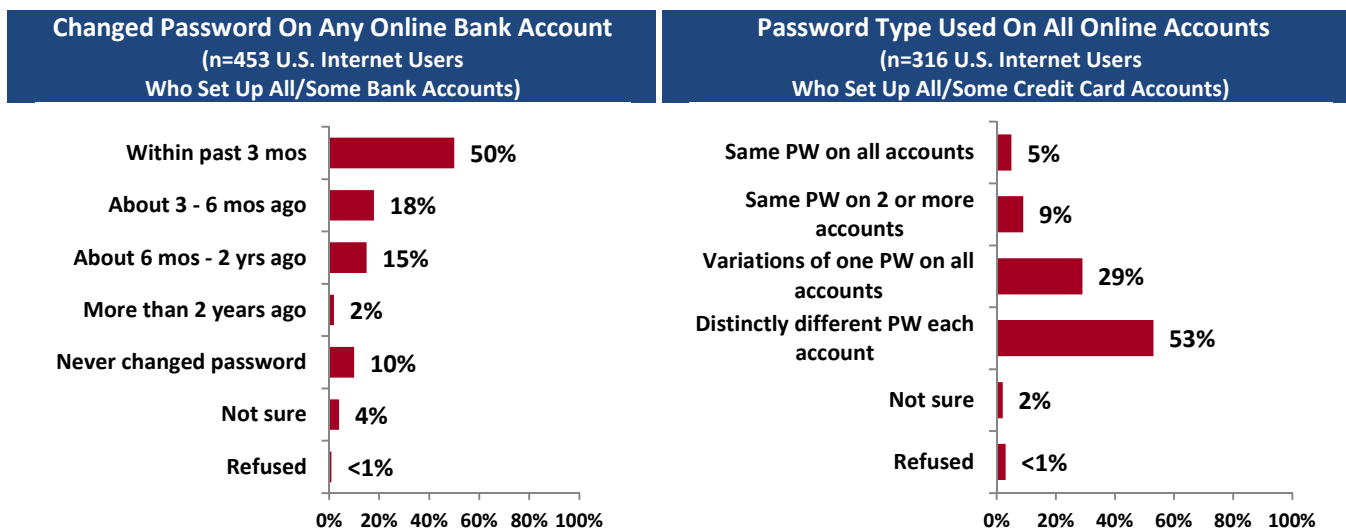 Changed Password On Any Online Bank Account
(n=453 U.S. Internet Users
Who Set Up All/Some Bank Accounts)
Within past 3 mos
50%
About 3 - 6 mos ago
18%
About 6 mos - 2 yrs ago
15%
More than 2 years ago
2%
Never changed password
10%
Not sure
4%
Refused
<1%
0% 20% 40% 60% 80% 100%
Password Type Used On All Online Accounts
(n=316 U.S. Internet Users
Who Set Up All/Some Credit Card Accounts)
Same PW on all accounts
5%
Same PW on 2 or more
accounts
9%
Variations of one PW on all
accounts
29%
Distinctly different PW each
account
53%
Not sure
2%
Refused
<1%
0% 20% 40% 60% 80% 100%